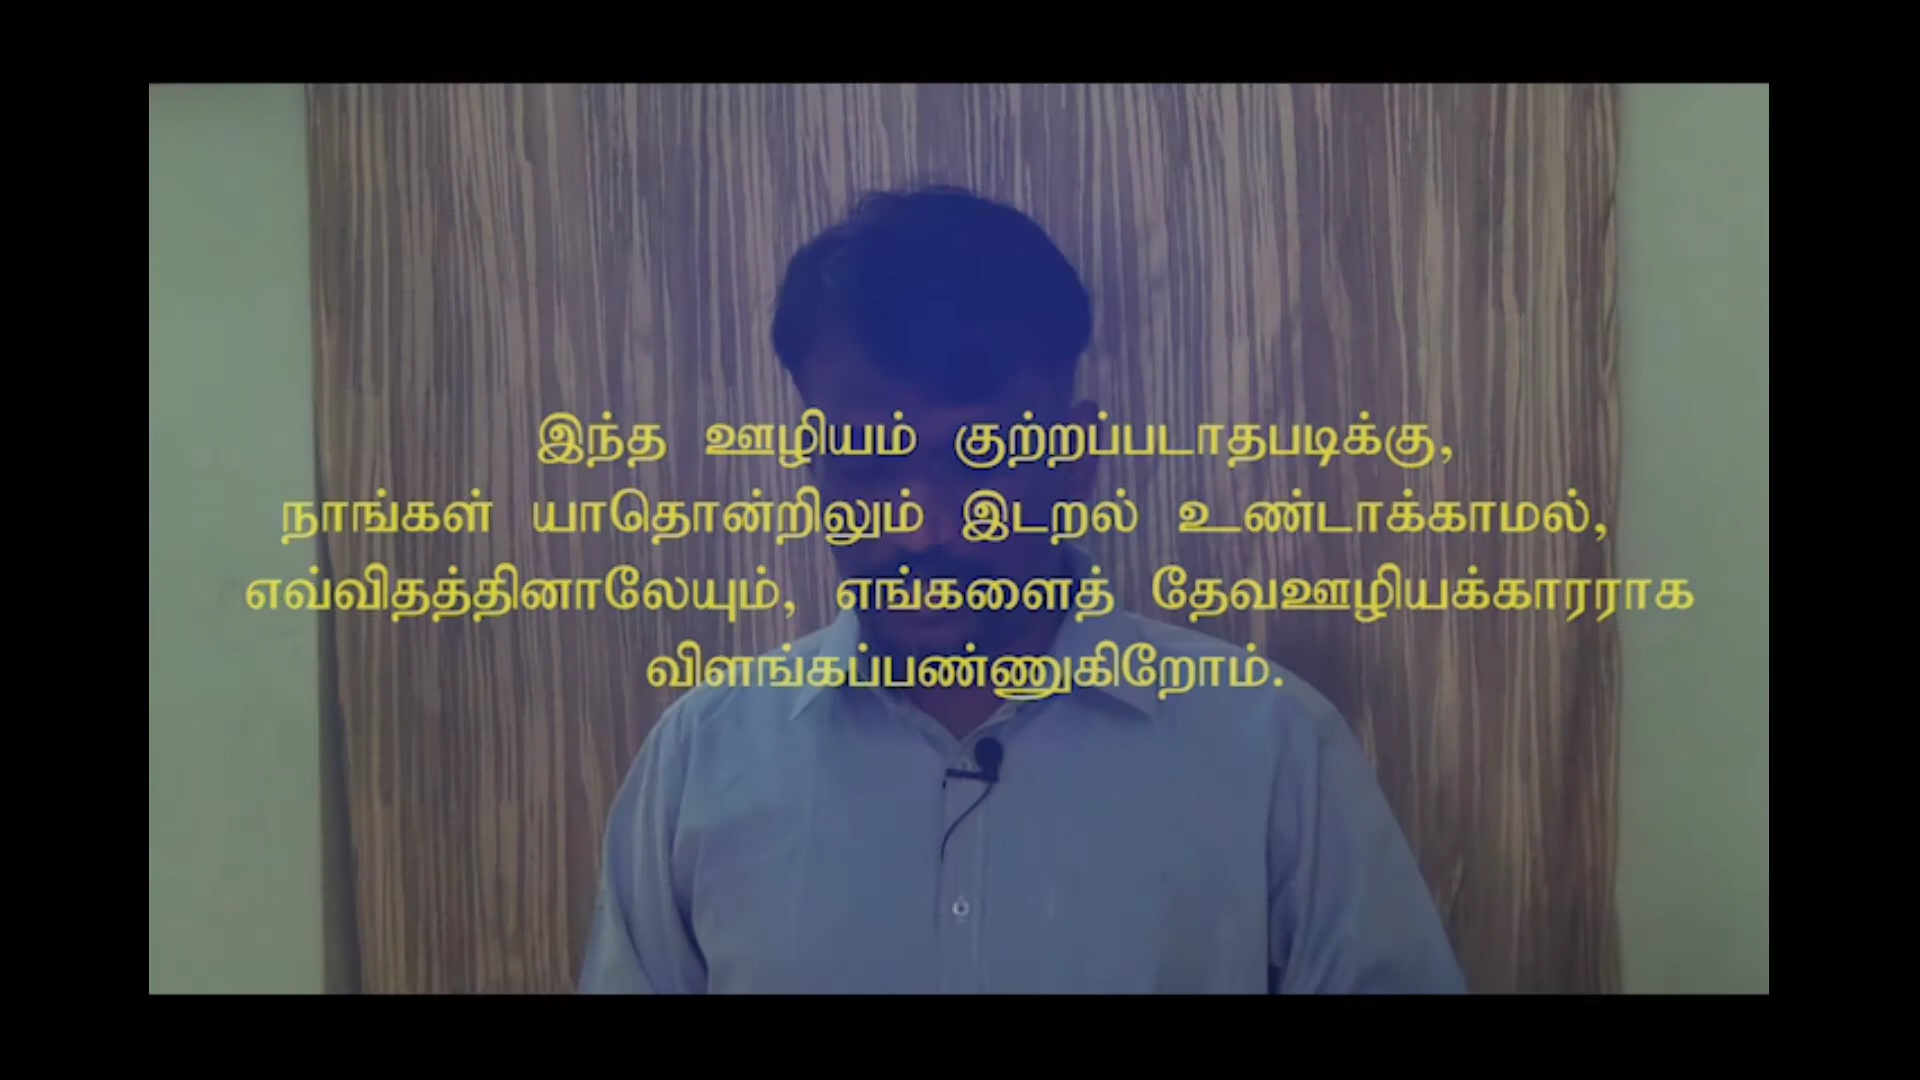 இந்த ஊழியம் குற்றப்படாதபடிக்கு,
நாங்கள் யாதொன்றிலும் இடறல் உண்டாக்காமல்,
எவ்விதத்தினாலேயும், எங்களைத் தேவஊழியக்காரராக
விளங்கப்பண்ணுகிறோம்.